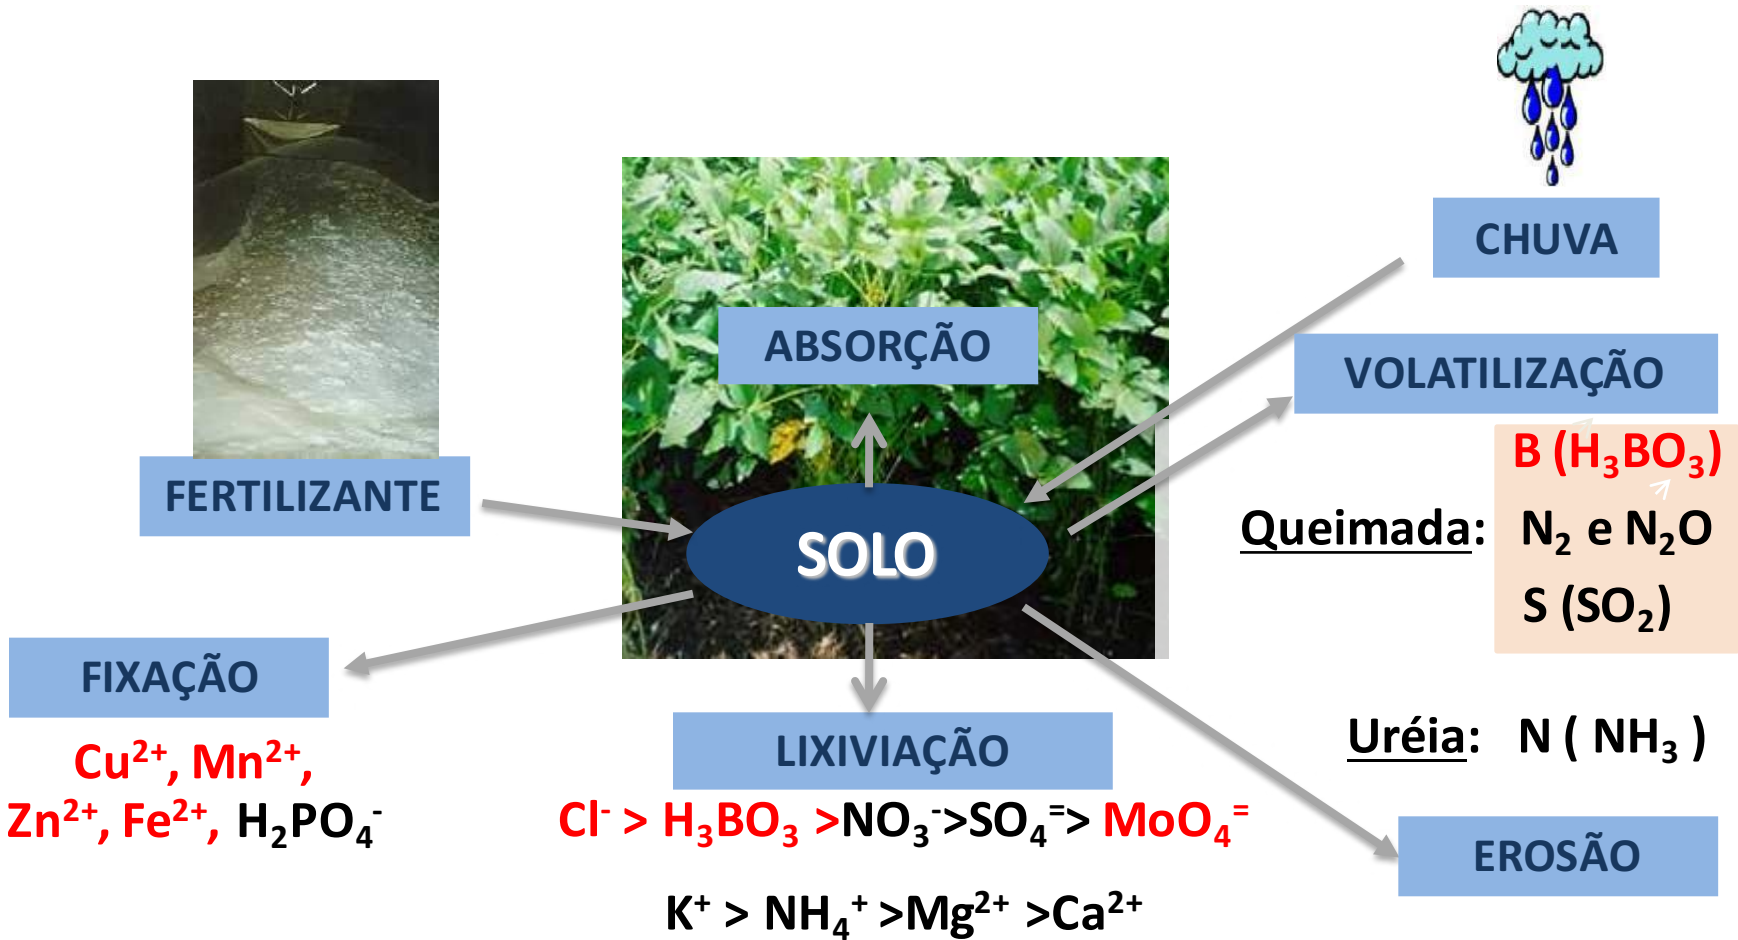 CHUVA
ABSORÇÃO
VOLATILIZAÇÃO
B (H₃BO₃)
FERTILIZANTE
Queimada: N₂ e N₂O
SOLO
S (SO₂)
FIXAÇÃO
Cu²⁺, Mn²⁺,
Zn²⁺, Fe²⁺, H₂PO₄⁻
LIXIVIAÇÃO
Cl⁻ > H₃BO₃ >NO₃⁻>SO₄⁼> MoO₄⁼
K⁺ > NH₄⁺ >Mg²⁺ >Ca²⁺
Uréia: N ( NH₃ )
EROSÃO